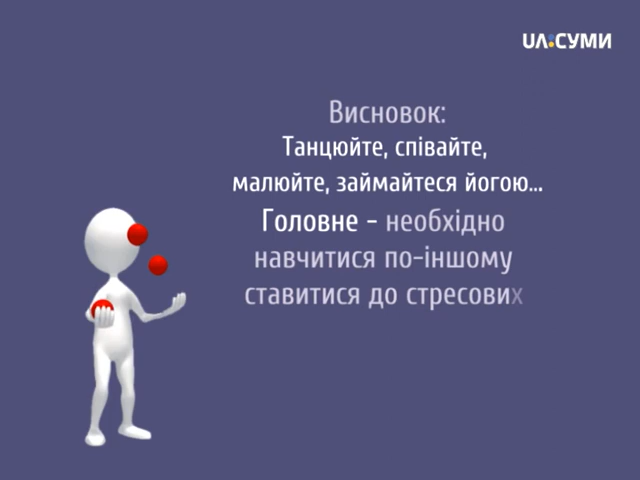 UA:СУМИ
Висновок:
Танцюйте, співайте,
малюйте, займайтеся йогою...
Головне - необхідно
навчитися по-іншому
ставитися до стресових